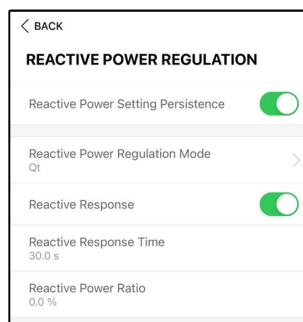 BACK
REACTIVE POWER REGULATION
Reactive Power Setting Persistence
Reactive Power Regulation Mode
Qt
Reactive Response
Reactive Response Time
30.0 s
Reactive Power Ratio
0.0 %